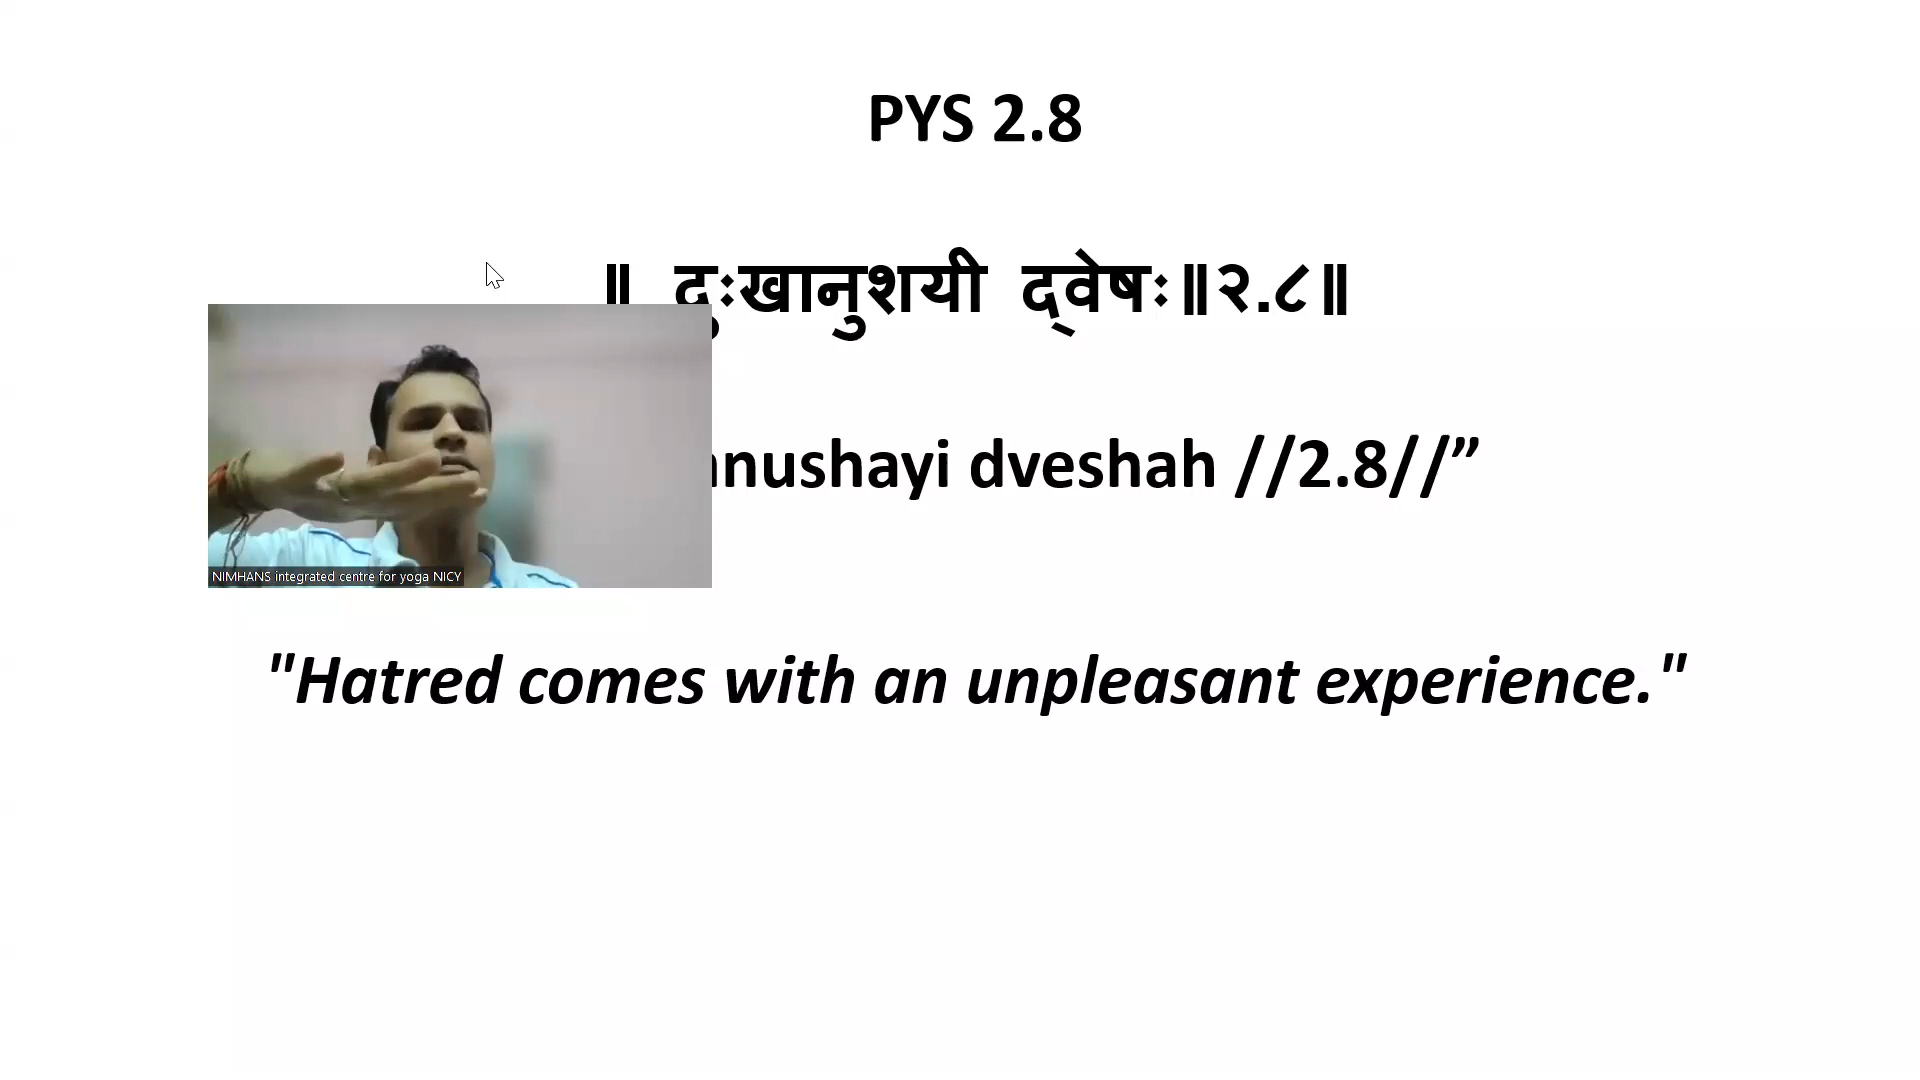 PYS 2.8
॥ दुःखानुशयी द्वेषः॥२.८॥
dveshah //2.8//”
NIMHANS integrated centre for yoga NICY
"Hatred comes with an unpleasant experience."